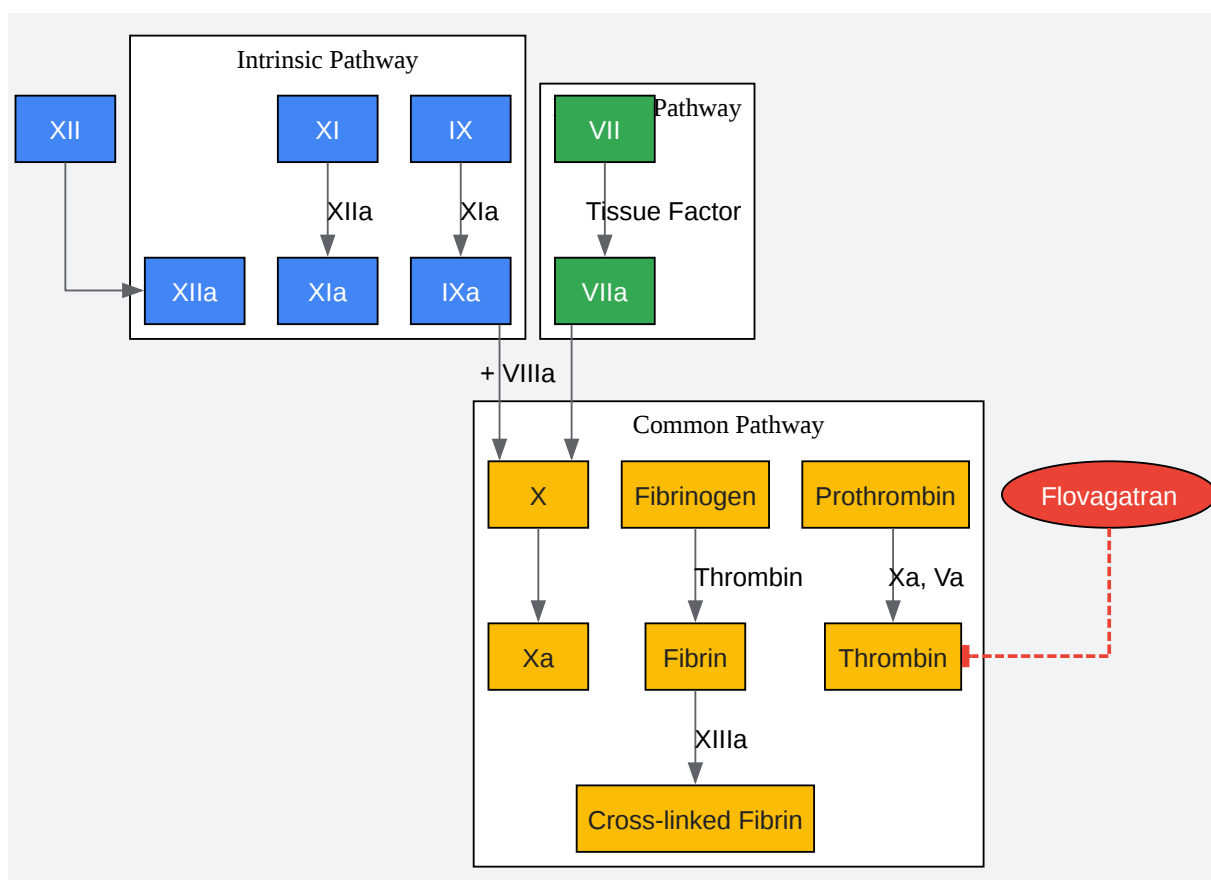 Intrinsic Pathway
XII
XI
IX
VII
Pathway
XIIa
XIa
Tissue Factor
XIIa
XIa
IXa
VIIa
+ VIIIa
Common Pathway
X
Fibrinogen
Prothrombin
Flovagatran
Thrombin
Xa, Va
Xa
Fibrin
Thrombin
XIIIa
Cross-linked Fibrin